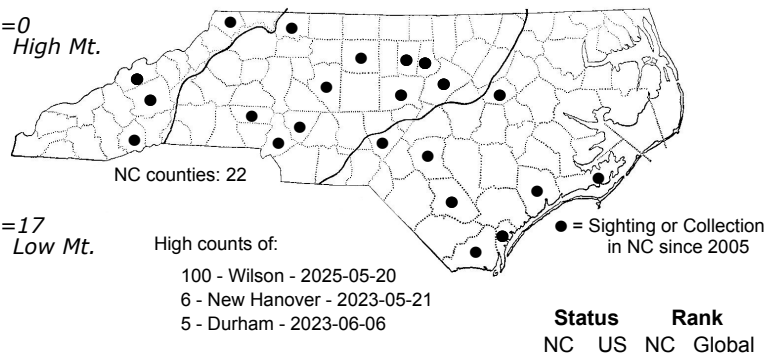 =0
High Mt.
NC counties: 22
=17
Low Mt.
High counts of:
100 - Wilson - 2025-05-20
6 - New Hanover - 2023-05-21
5 - Durham - 2023-06-06
● = Sighting or Collection
in NC since 2005
Status Rank
NC US NC Global